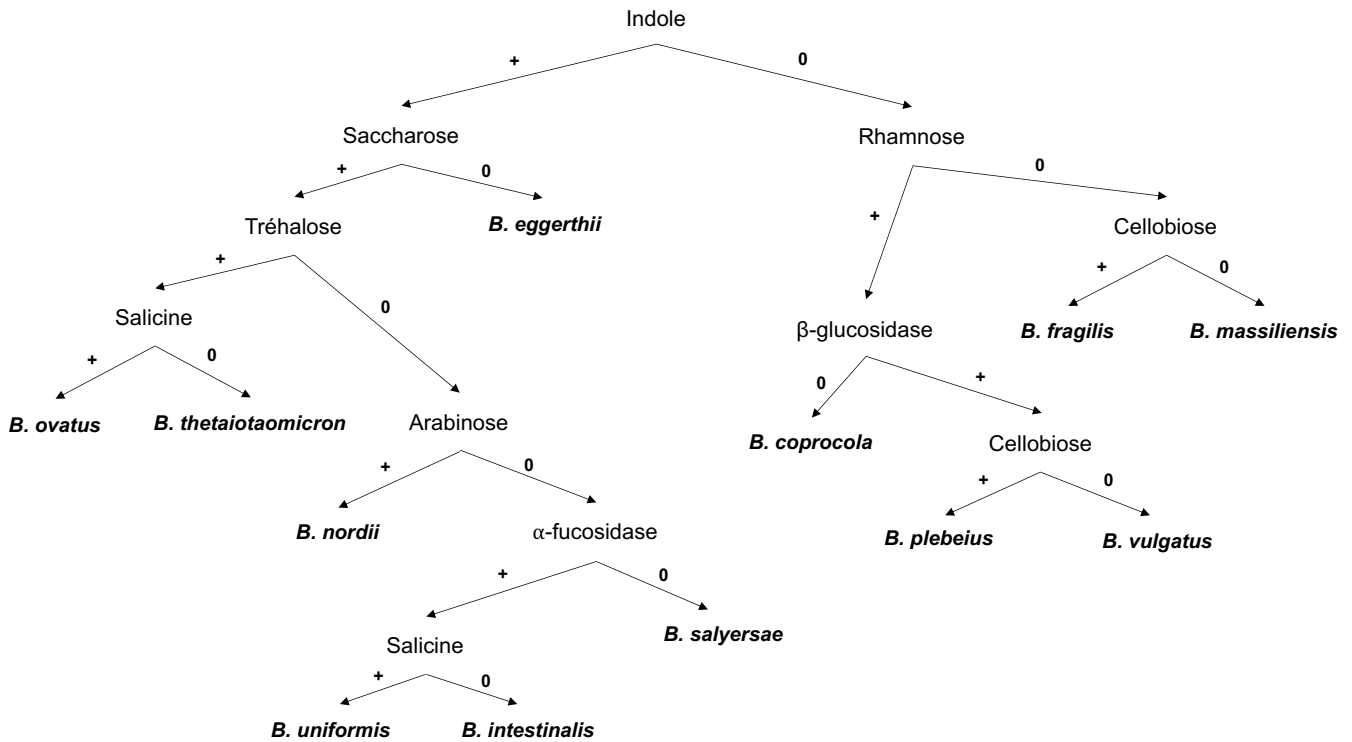 Indole
+ 0
Saccharose Rhamnose
+ 0 0
Tréhalose B. eggerthii + Cellobiose
+ 0 + 0
Salicine β-glucosidase B. fragilis B. massiliensis
+ 0 0 +
B. ovatus B. thetaiotaomicron Arabinose B. coprocola Cellobiose
+ 0 + 0
B. nordii α-fucosidase B. plebeius B. vulgatus
+ 0
Salicine B. salyersae
+ 0
B. uniformis B. intestinalis